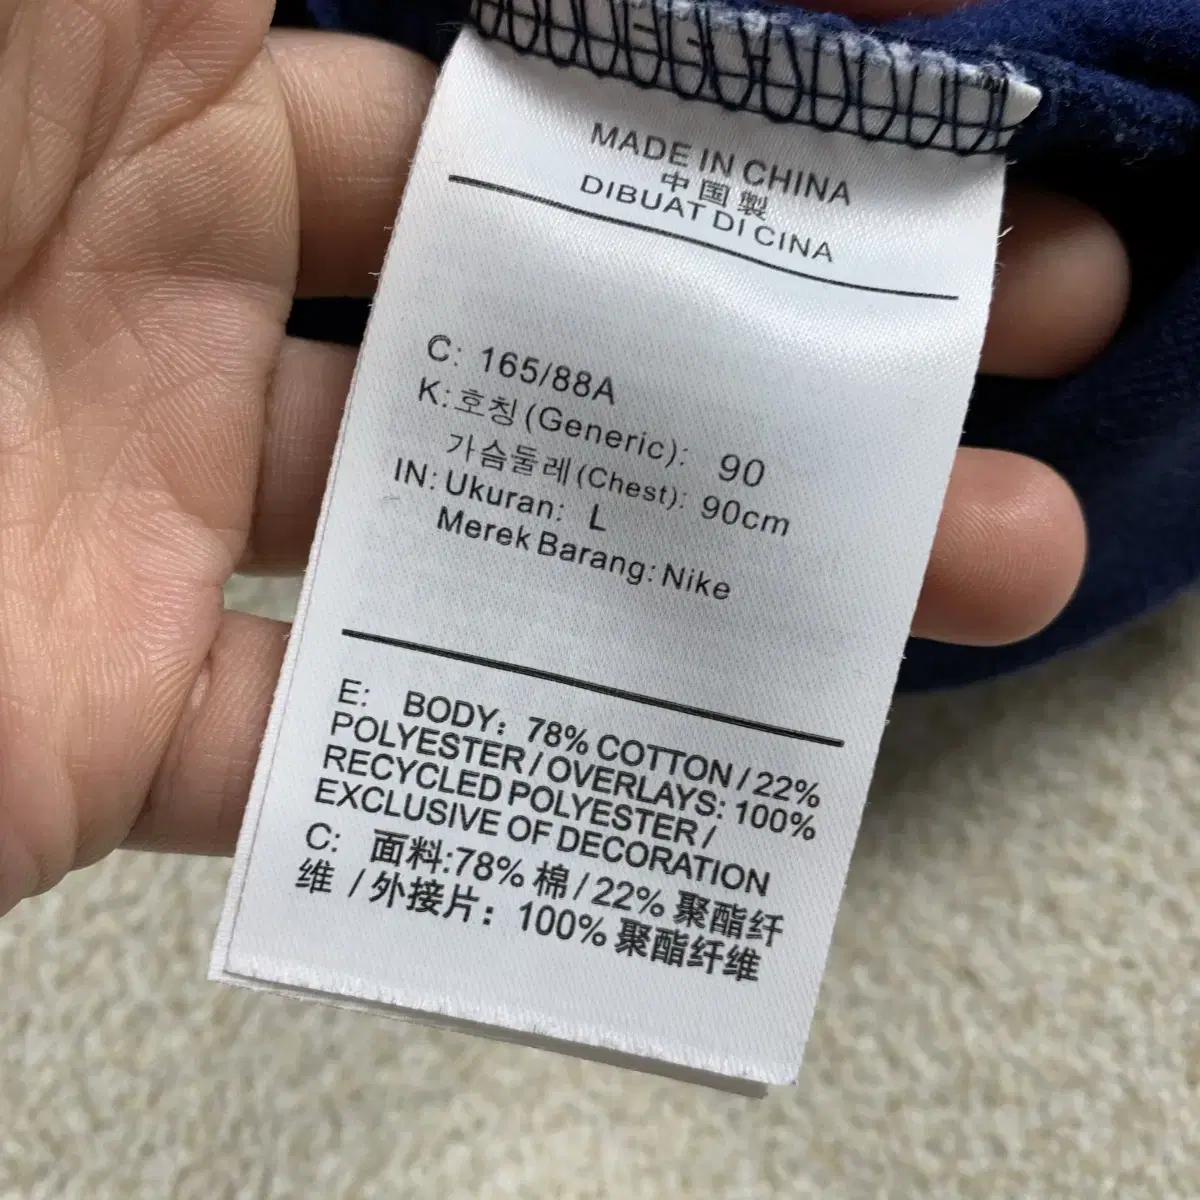 MADE IN CHINA
中国製
DIBUAT DI CINA
C: 165/88A
K: 호칭 (Generic): 90
가슴둘레 (Chest): 90cm
IN: Ukuran: L
Merek Barang: Nike
E: BODY: 78% COTTON / 22%
POLYESTER / OVERLAYS: 100%
RECYCLED POLYESTER /
EXCLUSIVE OF DECORATION
C: 面料:78% 棉 / 22% 聚酯纤
维 / 外接片: 100% 聚酯纤维